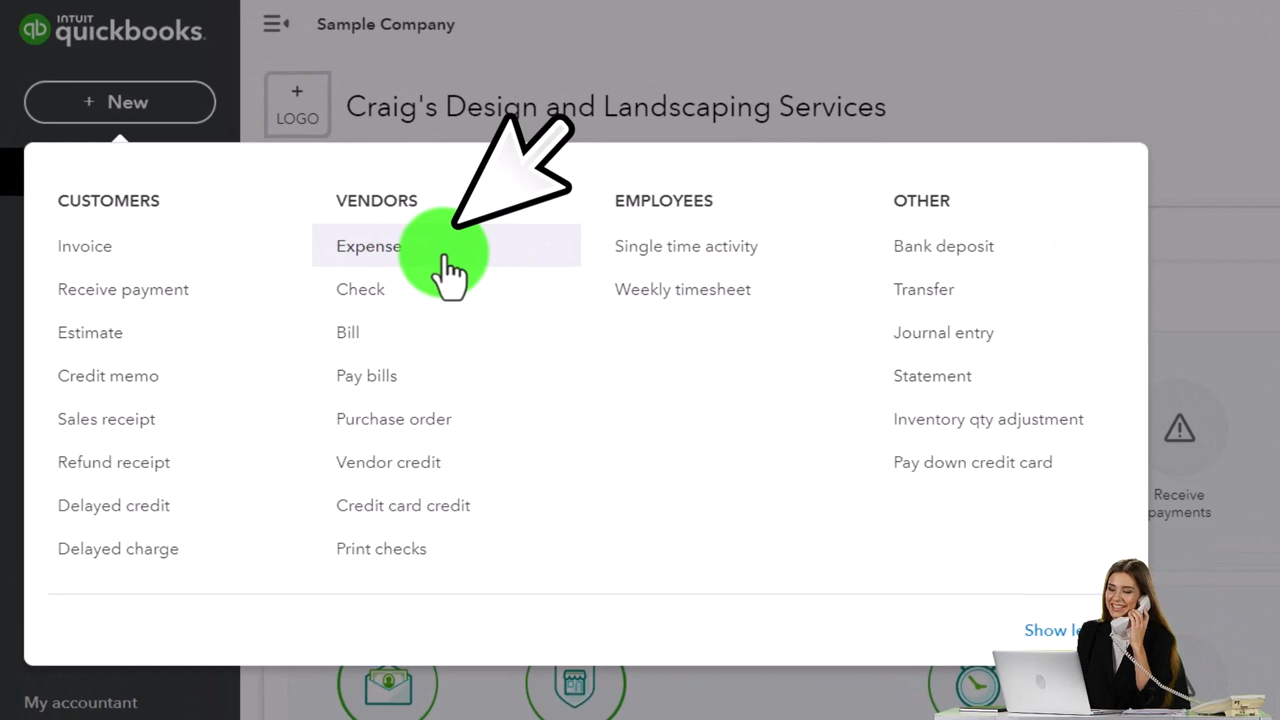 INTUIT
quickbooks.
Sample Company
+ New
+
LOGO
Craig's Design and Landscaping Services
CUSTOMERS
Invoice
Receive payment
Estimate
Credit memo
Sales receipt
Refund receipt
Delayed credit
Delayed charge
VENDORS
Expense
Check
Bill
Pay bills
Purchase order
Vendor credit
Credit card credit
Print checks
EMPLOYEES
Single time activity
Weekly timesheet
OTHER
Bank deposit
Transfer
Journal entry
Statement
Inventory qty adjustment
Pay down credit card
Show
Receive
payments
My accountant